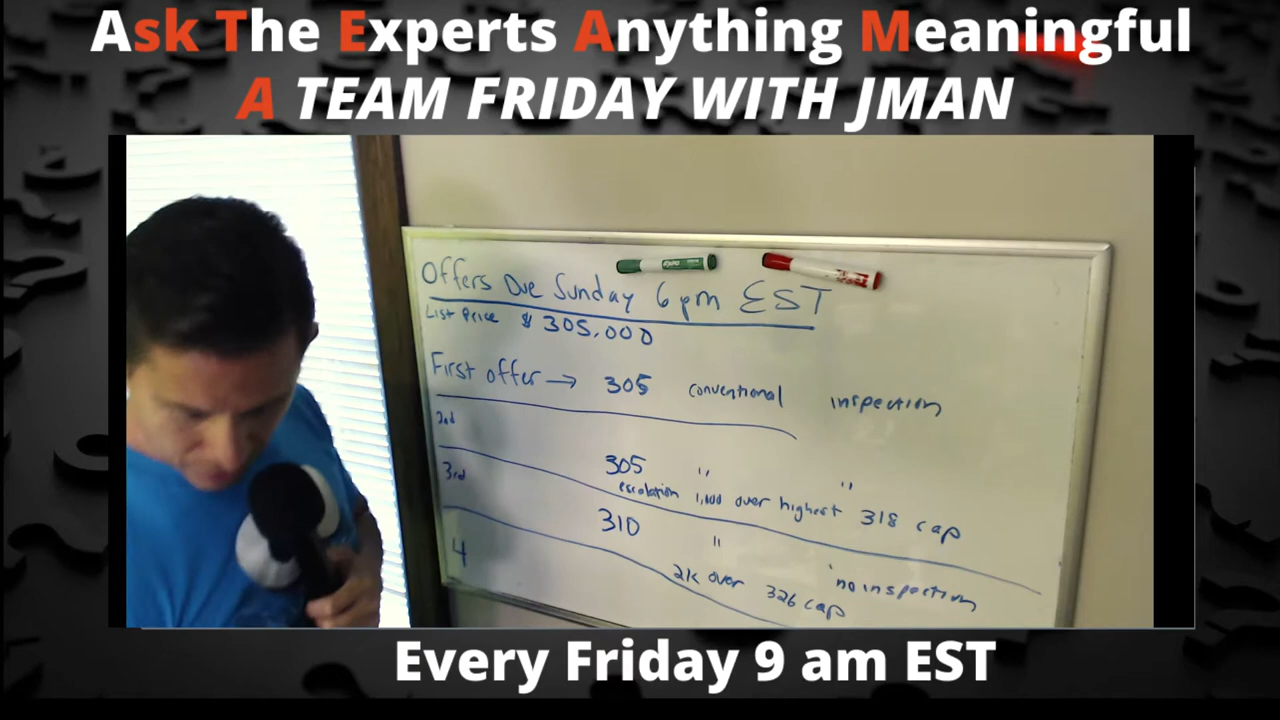 Ask The Experts Anything Meaningful
A TEAM FRIDAY WITH JMAN
Offers Due Sunday 6pm EST
List Price $305,000
First offer → 305 conventional inspection
2nd
305 " "
escalation 1,000 over highest 318 cap
3rd
310 " no inspection
2k over 326 cap
4
Every Friday 9 am EST